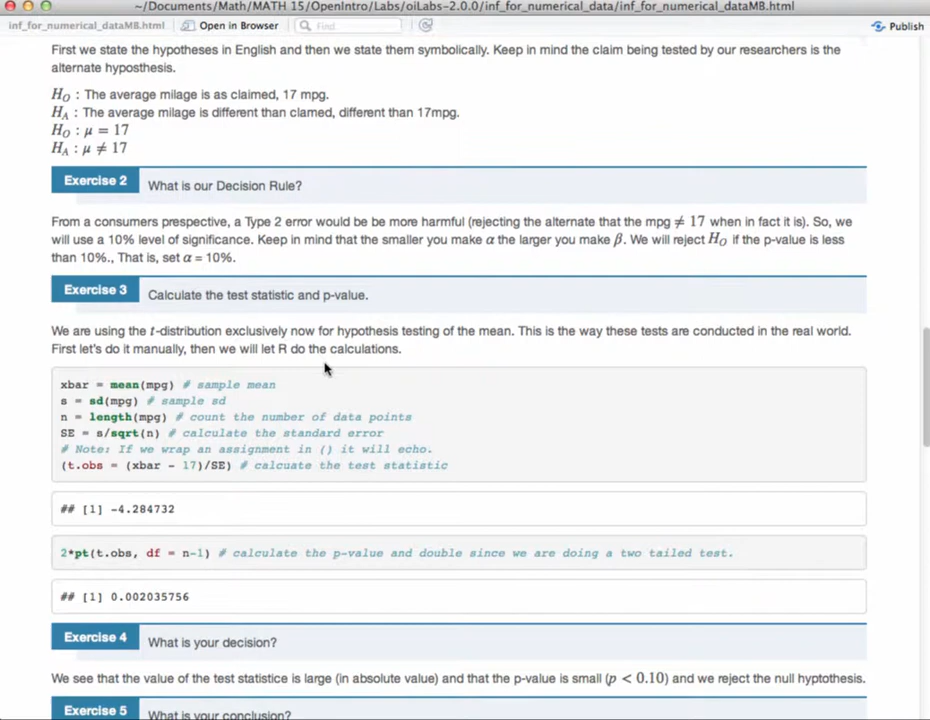 ~/Documents/Math/MATH 15/OpenIntro/Labs/oiLabs-2.0.0/inf_for_numerical_data/inf_for_numerical_dataMB.html
inf_for_numerical_dataMB.html Open in Browser Find Publish
First we state the hypotheses in English and then we state them symbolically. Keep in mind the claim being tested by our researchers is the
alternate hyposthesis.
H_O : The average milage is as claimed, 17 mpg.
H_A : The average milage is different than clamed, different than 17mpg.
H_O : μ = 17
H_A : μ ≠ 17
Exercise 2 What is our Decision Rule?
From a consumers prespective, a Type 2 error would be be more harmful (rejecting the alternate that the mpg ≠ 17 when in fact it is). So, we
will use a 10% level of significance. Keep in mind that the smaller you make α the larger you make β. We will reject H_O if the p-value is less
than 10%., That is, set α = 10%.
Exercise 3 Calculate the test statistic and p-value.
We are using the t-distribution exclusively now for hypothesis testing of the mean. This is the way these tests are conducted in the real world.
First let's do it manually, then we will let R do the calculations.
xbar = mean(mpg) # sample mean
s = sd(mpg) # sample sd
n = length(mpg) # count the number of data points
SE = s/sqrt(n) # calculate the standard error
# Note: If we wrap an assignment in () it will echo.
(t.obs = (xbar - 17)/SE) # calcuate the test statistic
## [1] -4.284732
2*pt(t.obs, df = n-1) # calculate the p-value and double since we are doing a two tailed test.
## [1] 0.002035756
Exercise 4 What is your decision?
We see that the value of the test statistice is large (in absolute value) and that the p-value is small (p < 0.10) and we reject the null hyptothesis.
Exercise 5 What is your conclusion?